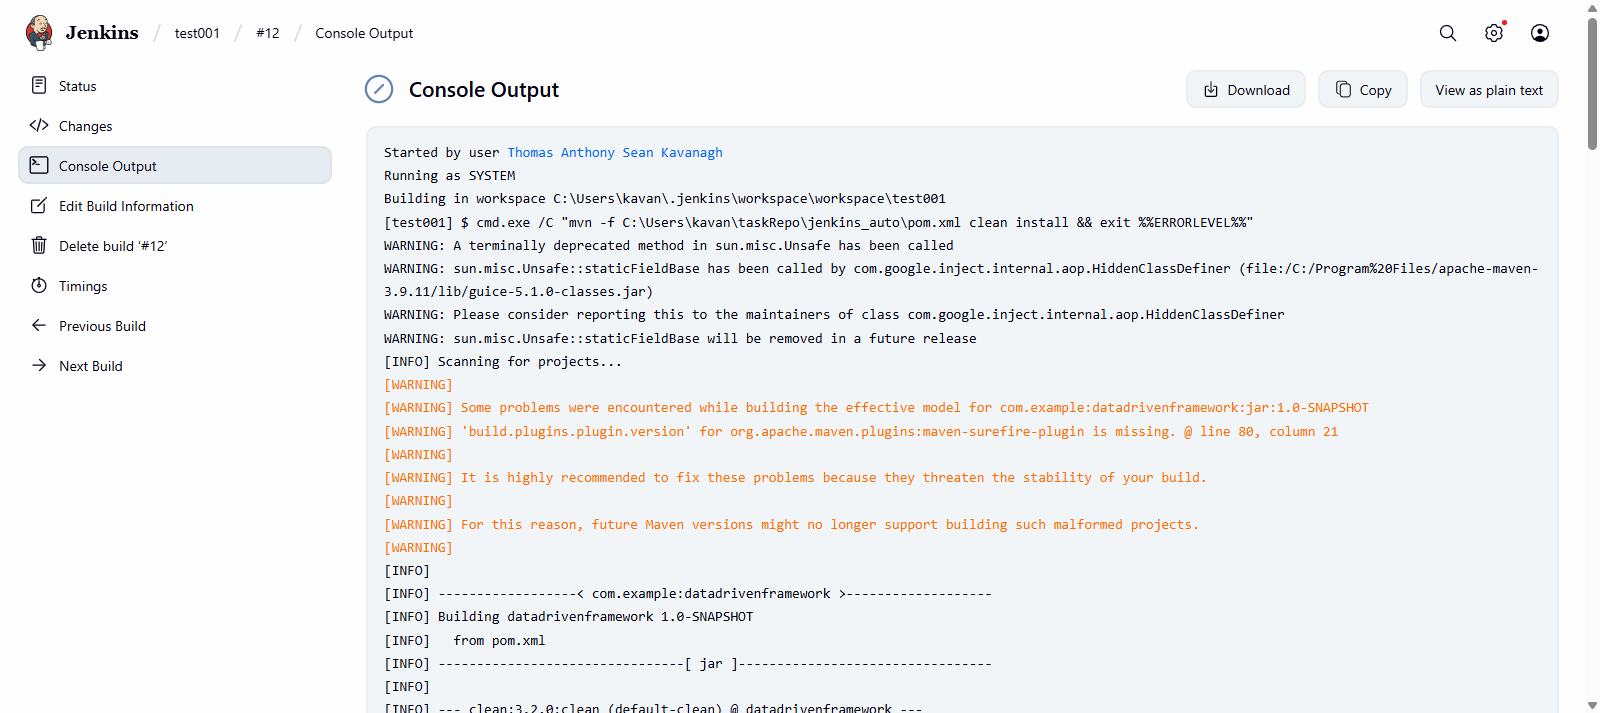 Jenkins / test001 / #12 / Console Output
Status
Changes
Console Output
Edit Build Information
Delete build ‘#12’
Timings
Previous Build
Next Build
Console Output
Download
Copy
View as plain text
Started by user Thomas Anthony Sean Kavanagh
Running as SYSTEM
Building in workspace C:\Users\kavan\.jenkins\workspace\workspace\test001
[test001] $ cmd.exe /C "mvn -f C:\Users\kavan\taskRepo\jenkins_auto\pom.xml clean install && exit %%ERRORLEVEL%%"
WARNING: A terminally deprecated method in sun.misc.Unsafe has been called
WARNING: sun.misc.Unsafe::staticFieldBase has been called by com.google.inject.internal.aop.HiddenClassDefiner (file:/C:/Program%20Files/apache-maven-
3.9.11/lib/guice-5.1.0-classes.jar)
WARNING: Please consider reporting this to the maintainers of class com.google.inject.internal.aop.HiddenClassDefiner
WARNING: sun.misc.Unsafe::staticFieldBase will be removed in a future release
[INFO] Scanning for projects...
[WARNING]
[WARNING] Some problems were encountered while building the effective model for com.example:datadrivenframework:jar:1.0-SNAPSHOT
[WARNING] 'build.plugins.plugin.version' for org.apache.maven.plugins:maven-surefire-plugin is missing. @ line 80, column 21
[WARNING]
[WARNING] It is highly recommended to fix these problems because they threaten the stability of your build.
[WARNING]
[WARNING] For this reason, future Maven versions might no longer support building such malformed projects.
[WARNING]
[INFO]
[INFO] ------------------< com.example:datadrivenframework >-------------------
[INFO] Building datadrivenframework 1.0-SNAPSHOT
[INFO]   from pom.xml
[INFO] --------------------------------[ jar ]---------------------------------
[INFO]
[INFO] --- clean:3.2.0:clean (default-clean) @ datadrivenframework ---